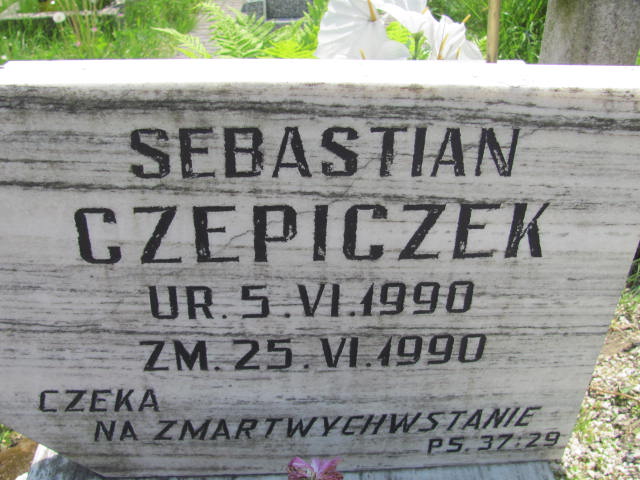 SEBASTIAN
CZEPICZEK
UR. 5. VI. 1990
ZM. 25. VI. 1990
CZEKA
NA ZMARTWYCHWSTANIE
PS. 37:29